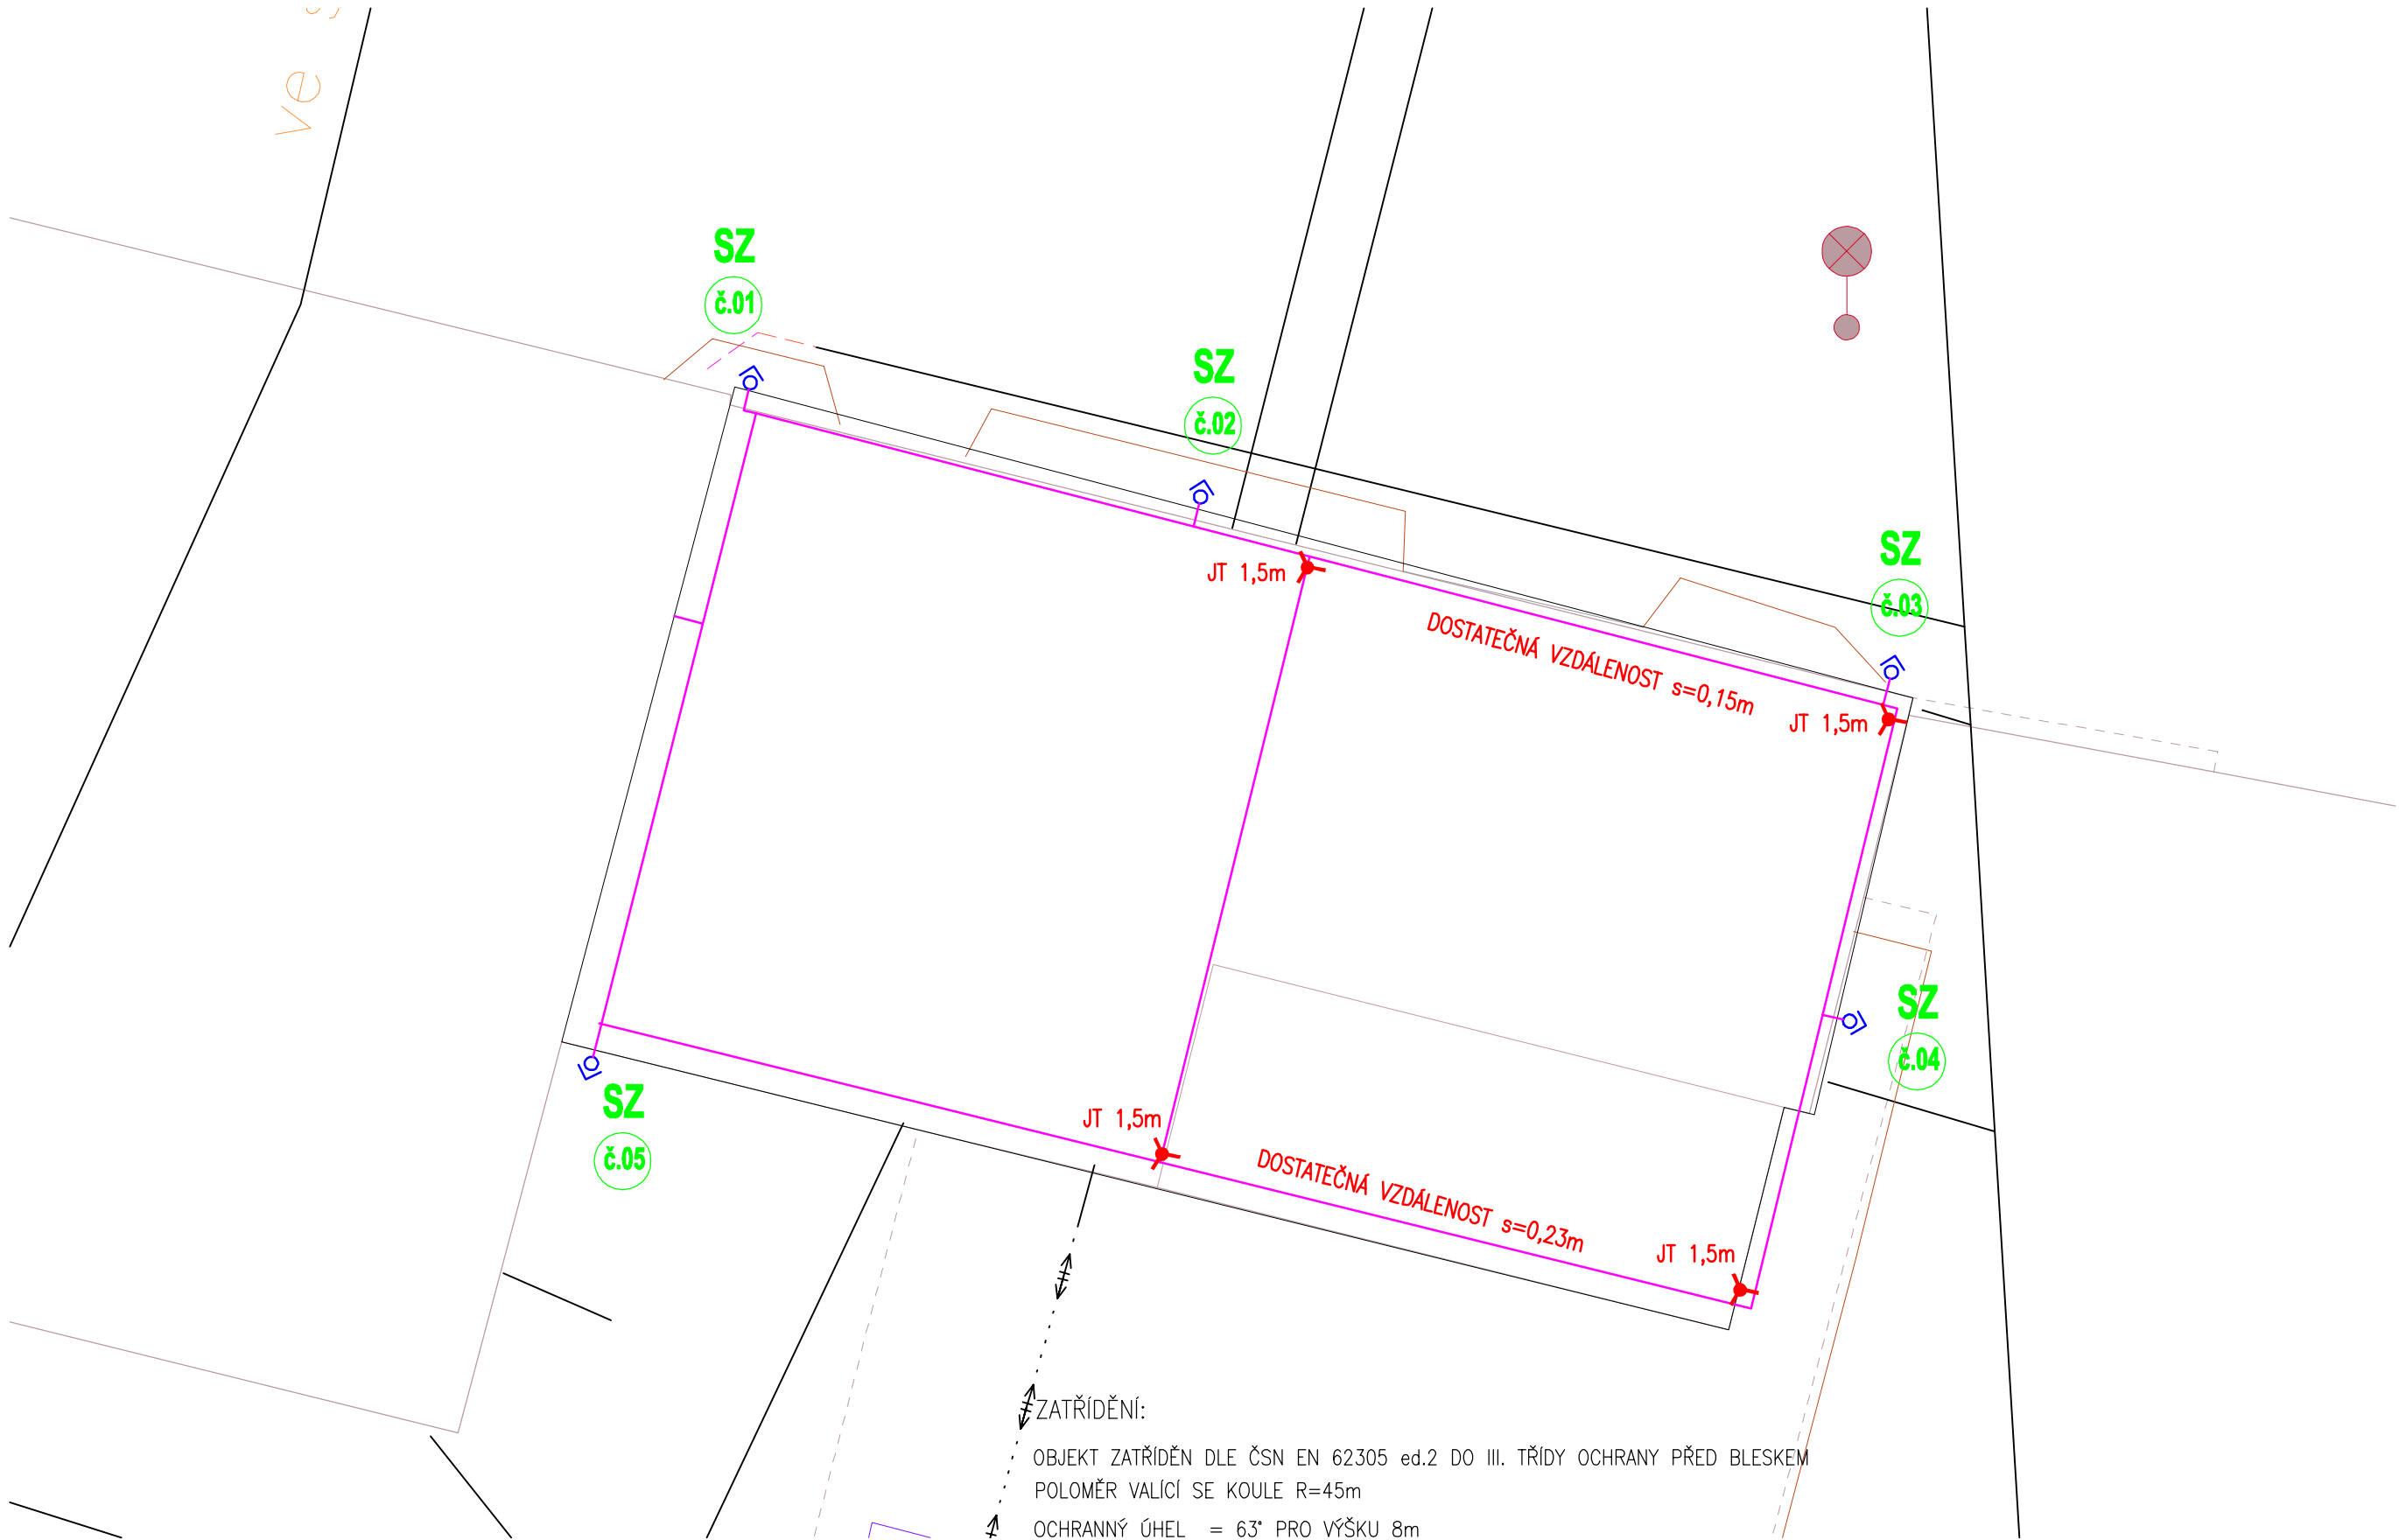 ve
SZ
č.01
SZ
č.02
SZ
č.03
JT 1,5m
DOSTATEČNÁ VZDÁLENOST s=0,15m
JT 1,5m
SZ
č.04
SZ
č.05
JT 1,5m
DOSTATEČNÁ VZDÁLENOST s=0,23m
JT 1,5m
ZATŘÍDĚNÍ:
OBJEKT ZATŘÍDĚN DLE ČSN EN 62305 ed.2 DO III. TŘÍDY OCHRANY PŘED BLESKEM
POLOMĚR VALÍCÍ SE KOULE R=45m
OCHRANNÝ ÚHEL = 63° PRO VÝŠKU 8m